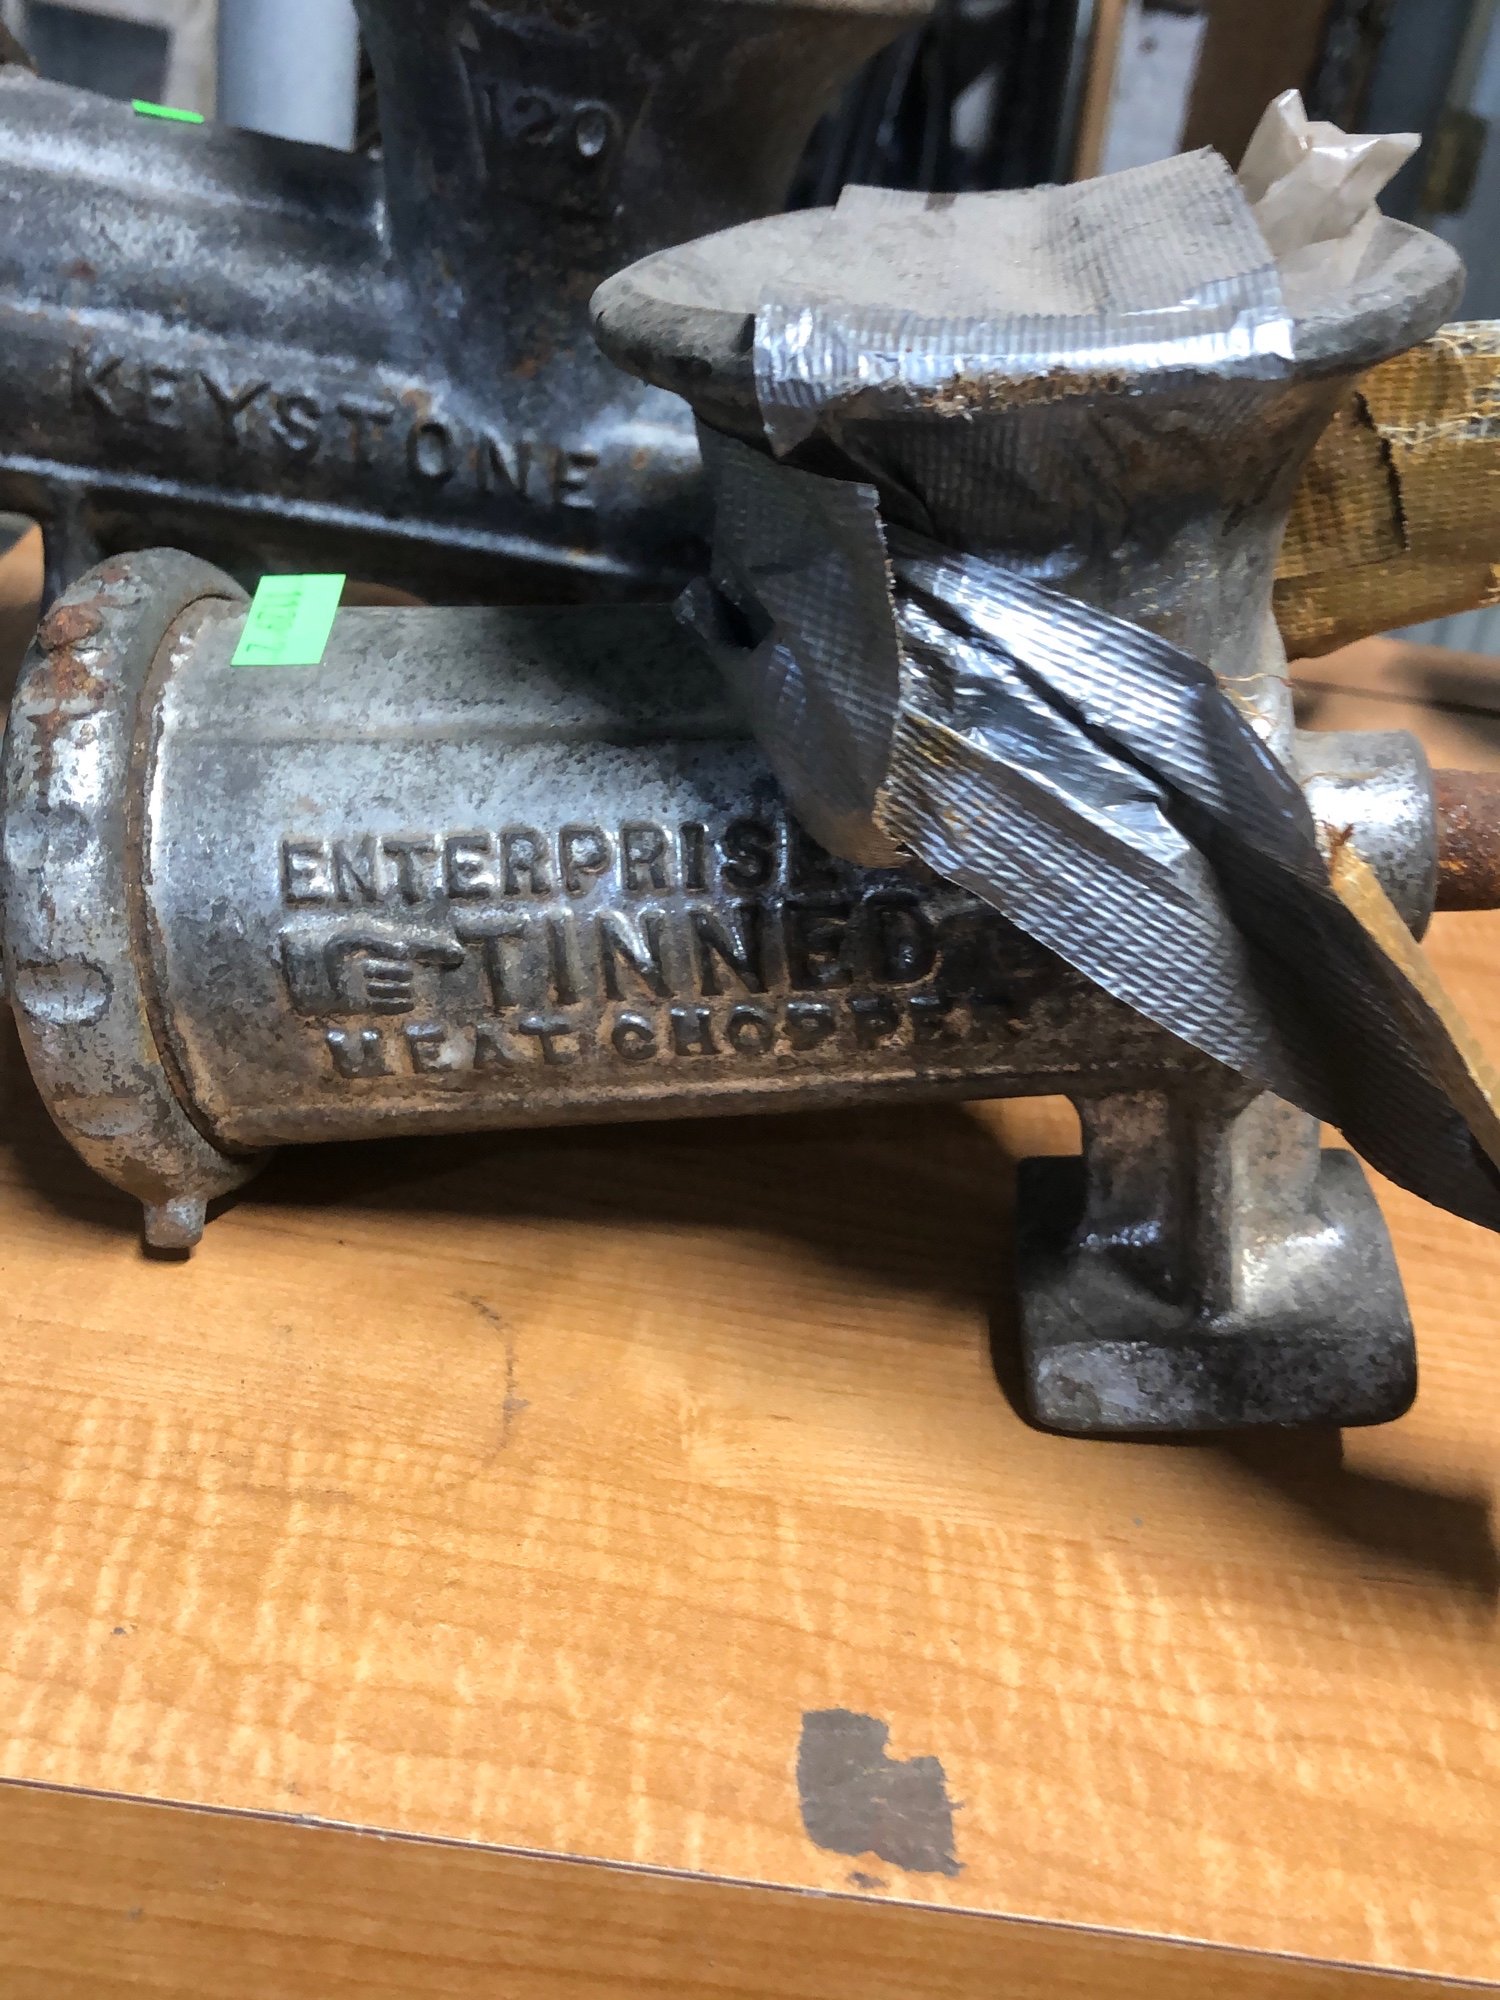 120
KEYSTONE
ENTERPRISE
TINNED
MEAT CHOPPER